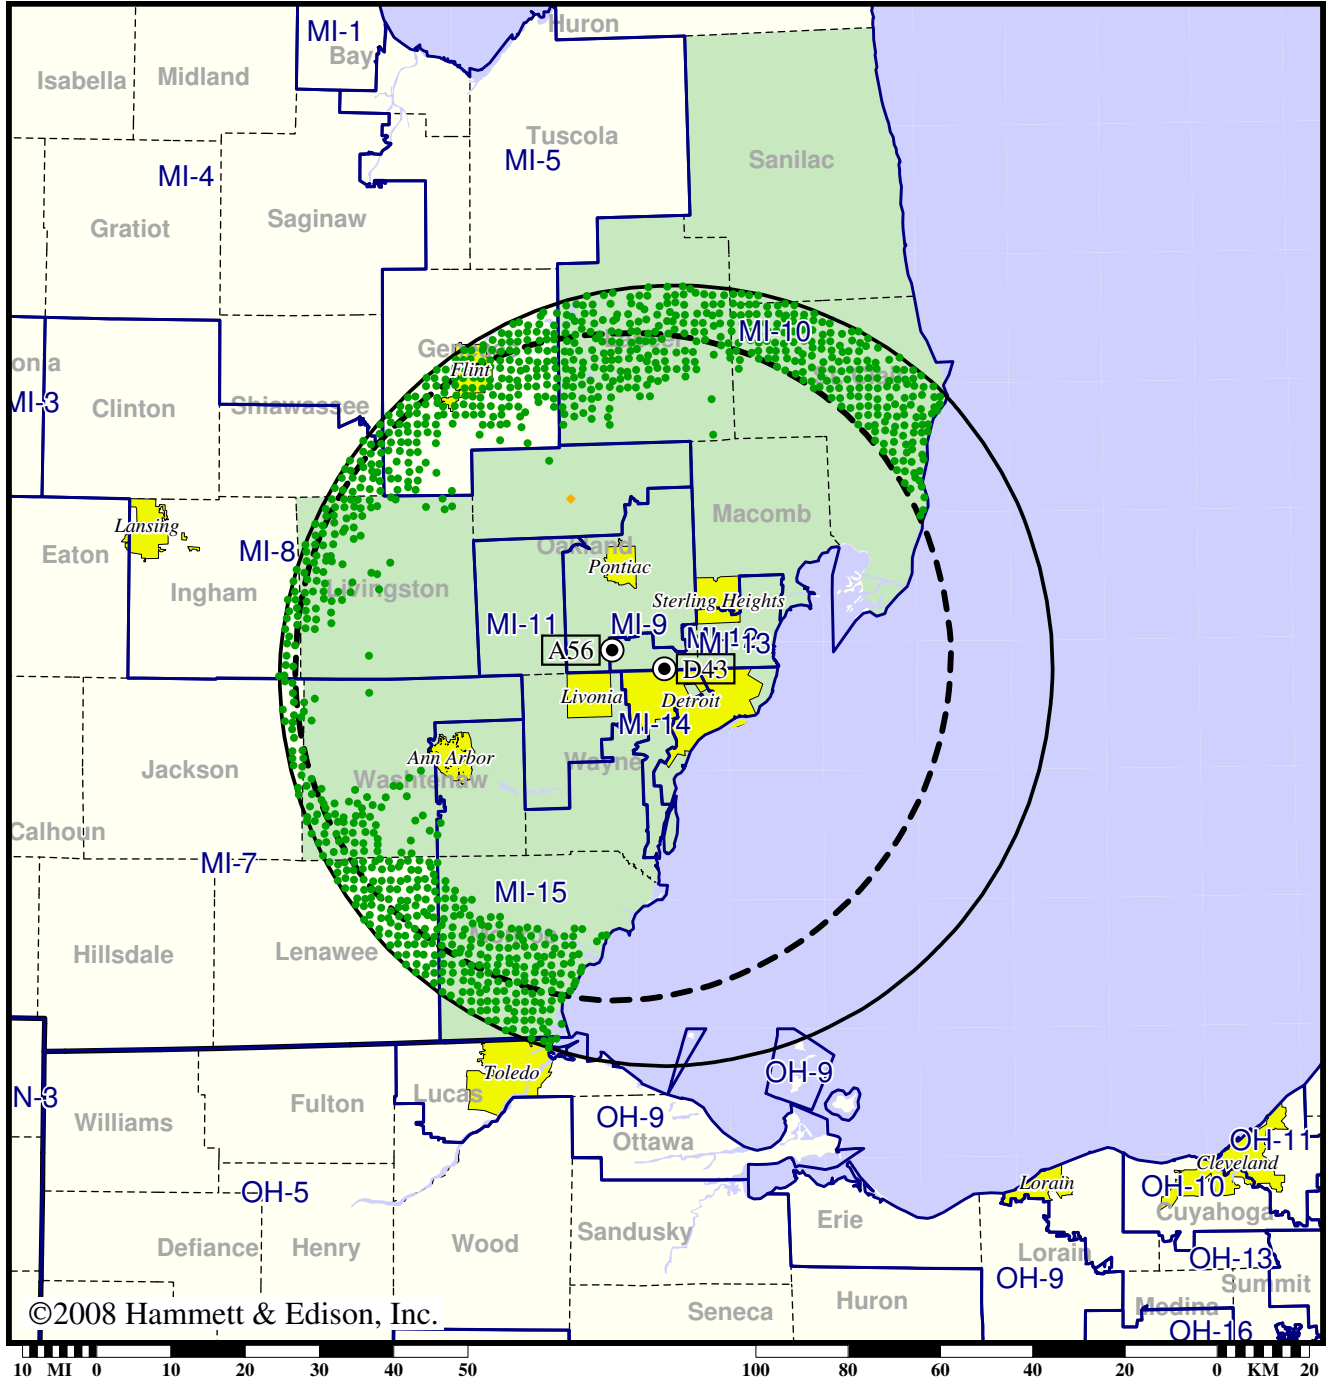 Huron
MI-1
Bay
Isabella
Midland
Tuscola
MI-5
Sanilac
MI-4
Gratiot
Saginaw
MI-10
Flint
MI-3
Clinton
Shiawassee
Macomb
Lansing
Eaton
MI-8
Oakland
Pontiac
Ingham
Livingston
Sterling Heights
MI-11
MI-9
MI-13
A56
D43
Livonia
Detroit
MI-14
Jackson
Ann Arbor
Wayne
Washtenaw
Calhoun
MI-7
MI-15
Hillsdale
Lenawee
Toledo
OH-9
N-3
Lucas
Williams
Fulton
OH-9
Ottawa
OH-11
Cleveland
Lorain
OH-10
OH-5
Cuyahoga
Erie
Sandusky
Defiance
Henry
Wood
Lorain
OH-13
OH-9
Summit
Huron
Medina
Seneca
©2008 Hammett & Edison, Inc.
OH-16
10 MI 0 10 20 30 40 50 100 80 60 40 20 0 KM 20